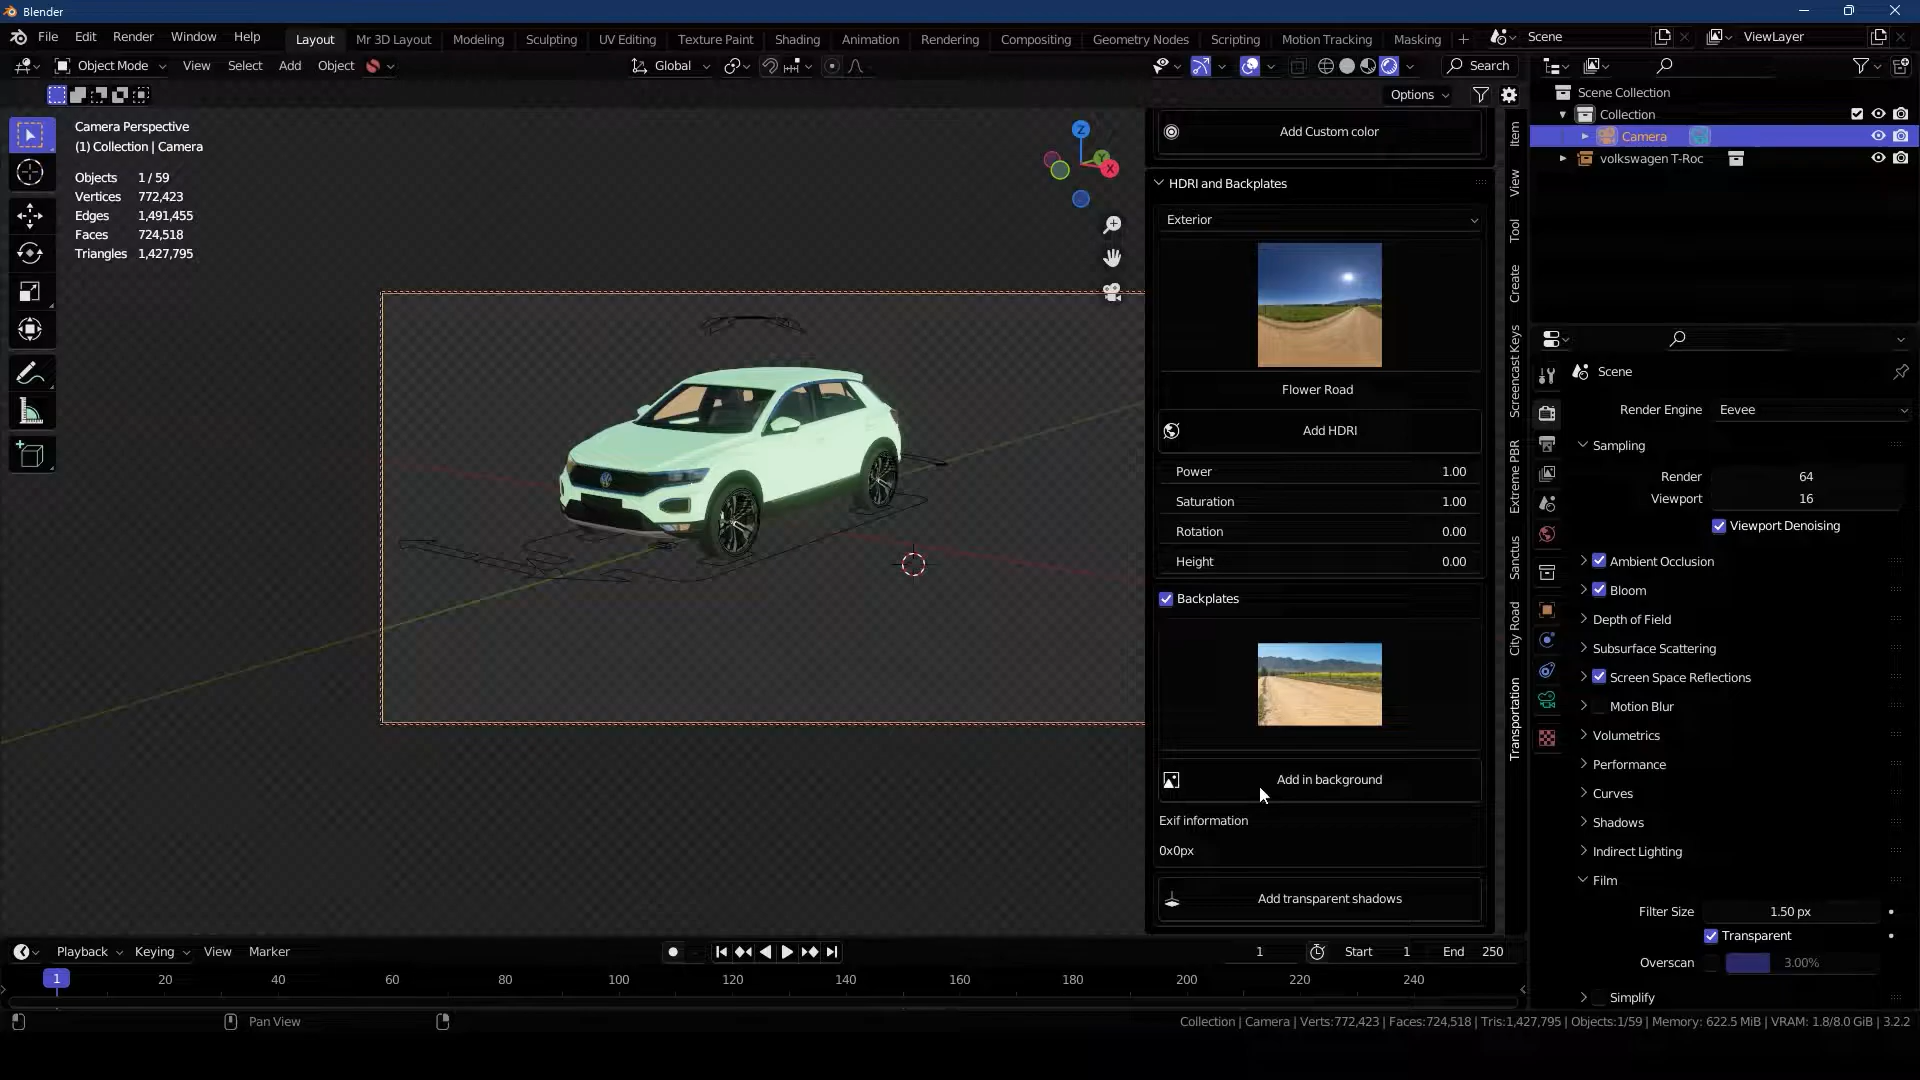 Blender
File Edit Render Window Help
Layout Mr 3D Layout Modeling Sculpting UV Editing Texture Paint Shading Animation Rendering Compositing Geometry Nodes Scripting Motion Tracking Masking
Scene
ViewLayer
Object Mode View Select Add Object
Global
Search
Options
Camera Perspective
(1) Collection | Camera
Objects 1 / 59
Vertices 772,423
Edges 1,491,455
Faces 724,518
Triangles 1,427,795
Z
Y
X
Add Custom color
HDRI and Backplates
Exterior
Flower Road
Add HDRI
Power 1.00
Saturation 1.00
Rotation 0.00
Height 0.00
Backplates
Add in background
Exif information
0x0px
Add transparent shadows
Item
View
Tool
Create
Screencast Keys
Extreme PBR
Sanctus
City Road
Transportation
Scene Collection
Collection
Camera
volkswagen T-Roc
Scene
Render Engine Eevee
Sampling
Render 64
Viewport 16
Viewport Denoising
Ambient Occlusion
Bloom
Depth of Field
Subsurface Scattering
Screen Space Reflections
Motion Blur
Volumetrics
Performance
Curves
Shadows
Indirect Lighting
Film
Filter Size 1.50 px
Transparent
Overscan 3.00%
Simplify
Playback Keying View Marker
1 Start 1 End 250
1 20 40 60 80 100 120 140 160 180 200 220 240
Pan View
Collection | Camera | Verts:772,423 | Faces:724,518 | Tris:1,427,795 | Objects:1/59 | Memory: 622.5 MiB | VRAM: 1.8/8.0 GiB | 3.2.2